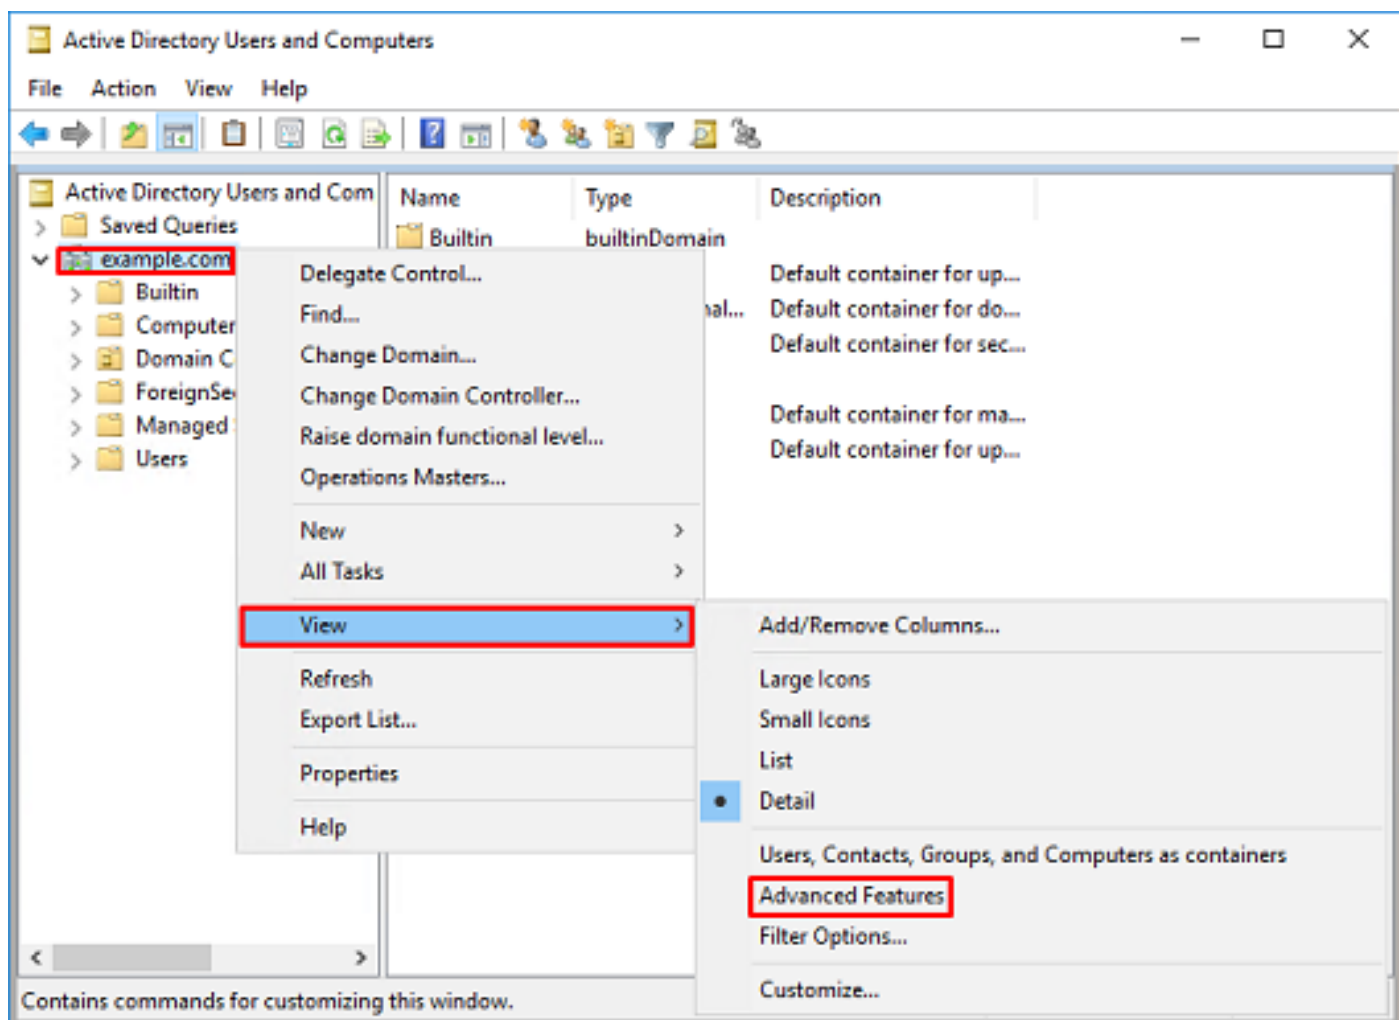 Active Directory Users and Computers
File Action View Help
Active Directory Users and Com
Saved Queries
example.com
Builtin
Computer
Domain C
ForeignSe
Managed
Users
Name Type Description
Builtin builtinDomain
Default container for up...
nal... Default container for do...
Default container for sec...
Default container for ma...
Default container for up...
Delegate Control...
Find...
Change Domain...
Change Domain Controller...
Raise domain functional level...
Operations Masters...
New
All Tasks
View
Refresh
Export List...
Properties
Help
Add/Remove Columns...
Large Icons
Small Icons
List
Detail
Users, Contacts, Groups, and Computers as containers
Advanced Features
Filter Options...
Customize...
Contains commands for customizing this window.